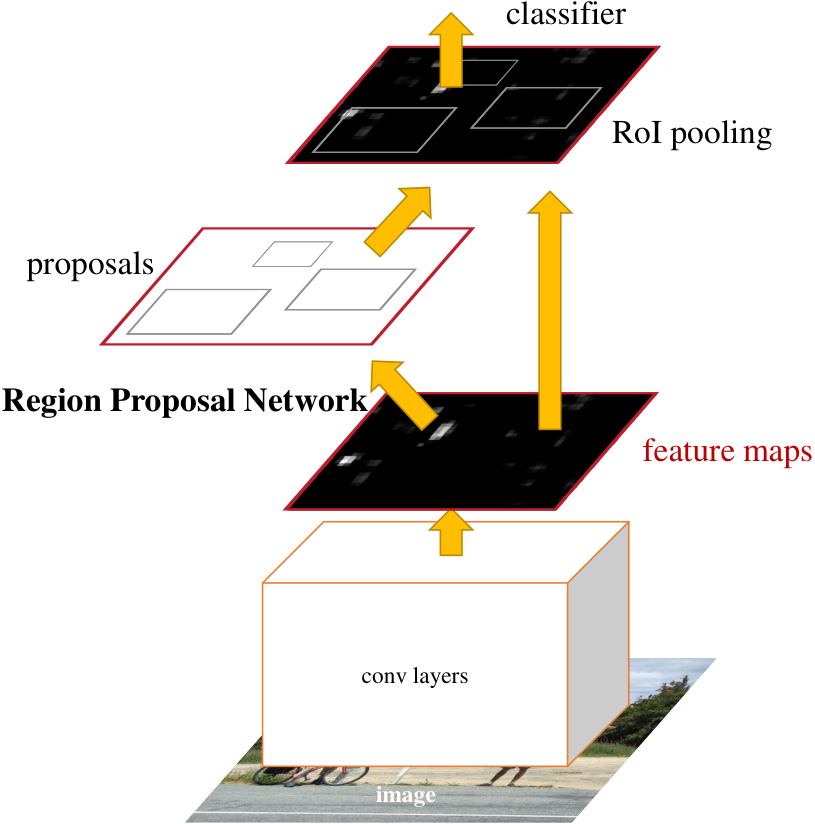 classifier
RoI pooling
proposals
Region Proposal Network
feature maps
conv layers
image